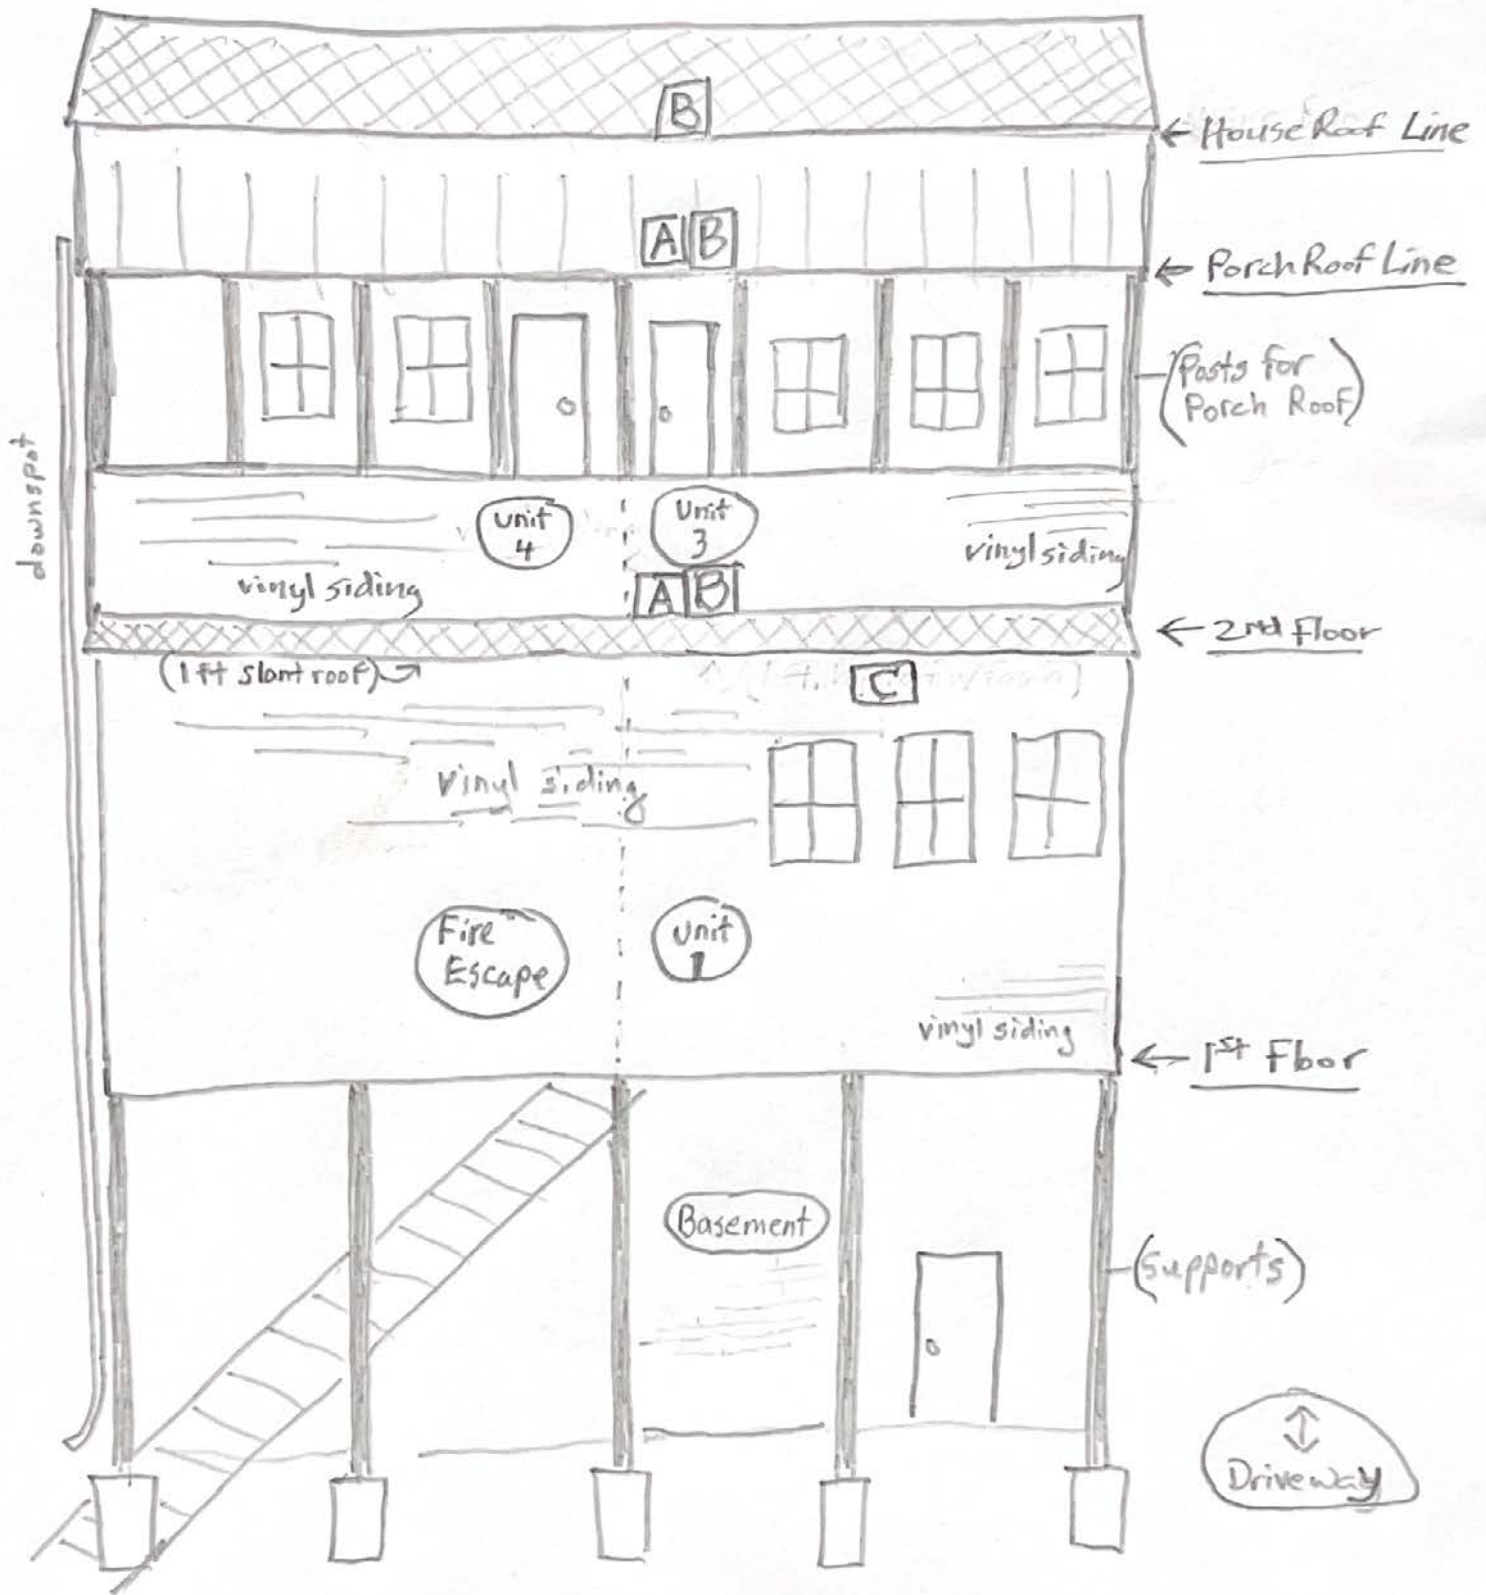 B
← House Roof Line
A B
← Porch Roof Line
(Posts for
Porch Roof)
downspot
Unit
4
Unit
3
vinyl siding
vinyl siding
A B
← 2nd Floor
(1 ft slant roof)
C
vinyl siding
Fire
Escape
Unit
1
vinyl siding
← 1st Floor
Basement
(Supports)
Driveway